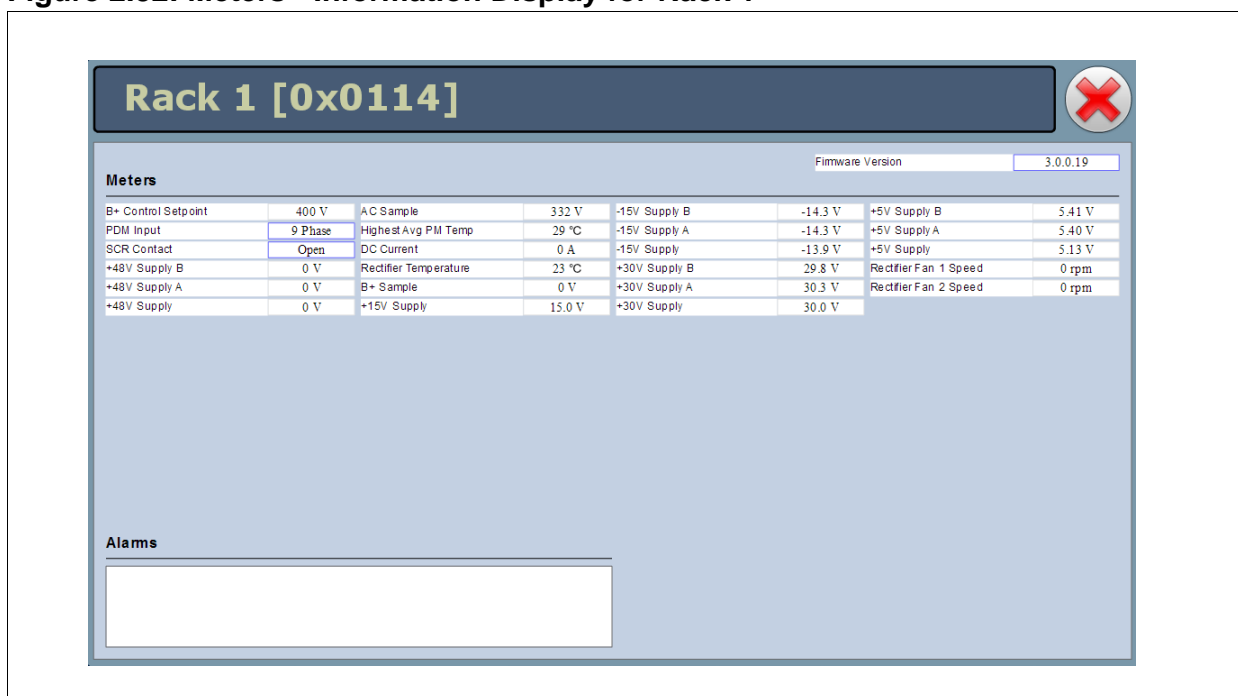 Rack 1 [0x0114]
Firmware Version 3.0.0.19
Meters
B+ Control Setpoint 400 V AC Sample 332 V -15V Supply B -14.3 V +5V Supply B 5.41 V
PDM Input 9 Phase Highest Avg PM Temp 29 °C -15V Supply A -14.3 V +5V Supply A 5.40 V
SCR Contact Open DC Current 0 A -15V Supply -13.9 V +5V Supply 5.13 V
+48V Supply B 0 V Rectifier Temperature 23 °C +30V Supply B 29.8 V Rectifier Fan 1 Speed 0 rpm
+48V Supply A 0 V B+ Sample 0 V +30V Supply A 30.3 V Rectifier Fan 2 Speed 0 rpm
+48V Supply 0 V +15V Supply 15.0 V +30V Supply 30.0 V
Alarms